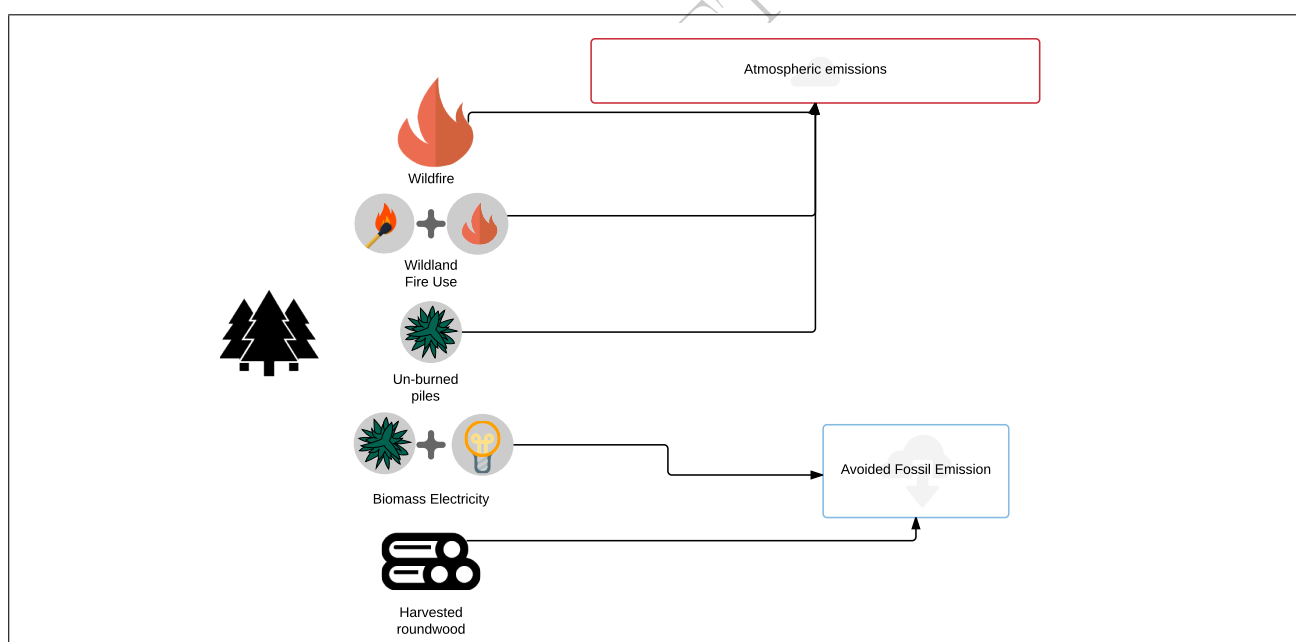 Atmospheric emissions
Wildfire
Wildland
Fire Use
Un-burned
piles
Biomass Electricity
Avoided Fossil Emission
Harvested
roundwood